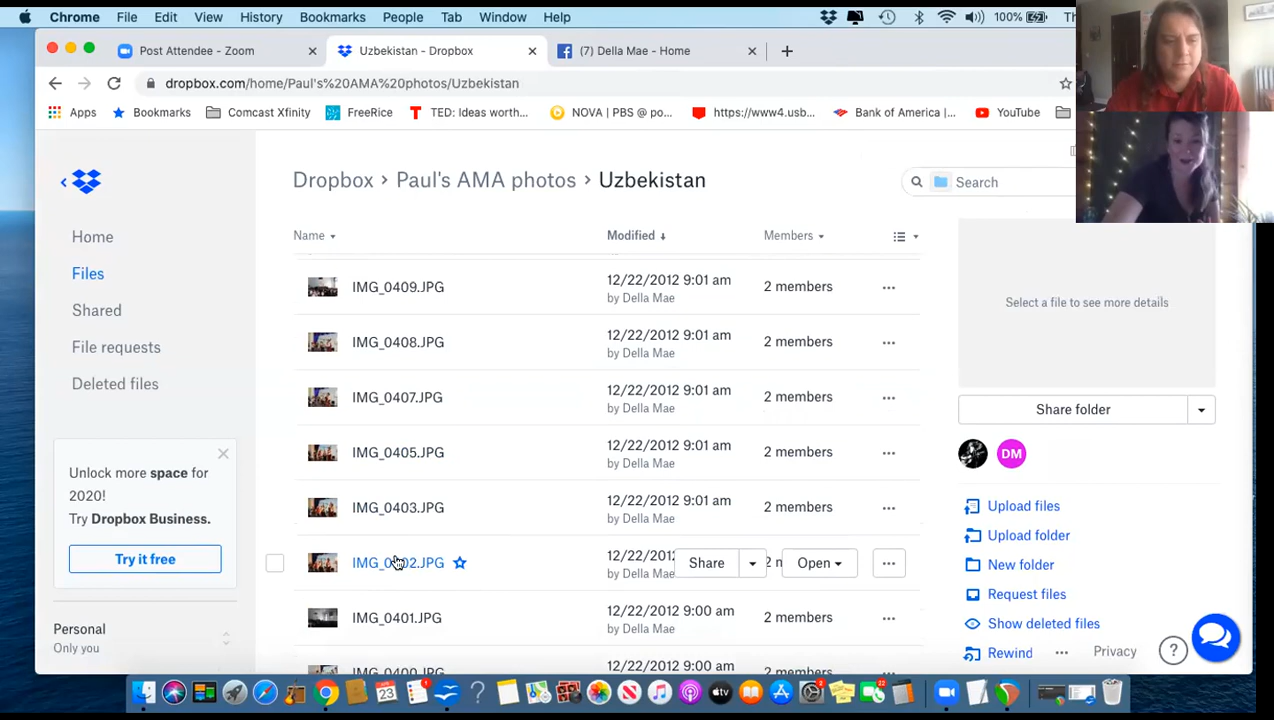 Chrome File Edit View History Bookmarks People Tab Window Help 100% Th
Post Attendee - Zoom Uzbekistan - Dropbox (7) Della Mae - Home
dropbox.com/home/Paul's%20AMA%20photos/Uzbekistan
Apps Bookmarks Comcast Xfinity FreeRice TED: Ideas worth... NOVA | PBS @ po... https://www4.usb... Bank of America |... YouTube
Dropbox > Paul's AMA photos > Uzbekistan
Search
Home
Files
Shared
File requests
Deleted files
Unlock more space for
2020!
Try Dropbox Business.
Try it free
Personal
Only you
Name Modified Members
IMG_0409.JPG 12/22/2012 9:01 am 2 members
by Della Mae
IMG_0408.JPG 12/22/2012 9:01 am 2 members
by Della Mae
IMG_0407.JPG 12/22/2012 9:01 am 2 members
by Della Mae
IMG_0405.JPG 12/22/2012 9:01 am 2 members
by Della Mae
IMG_0403.JPG 12/22/2012 9:01 am 2 members
by Della Mae
12/22/2012 Share Open
by Della M
IMG_0401.JPG 12/22/2012 9:00 am 2 members
by Della Mae
IMG_0400.JPG 12/22/2012 9:00 am 2 members
Select a file to see more details
Share folder
DM
Upload files
Upload folder
New folder
Request files
Show deleted files
Rewind
Privacy
?
23